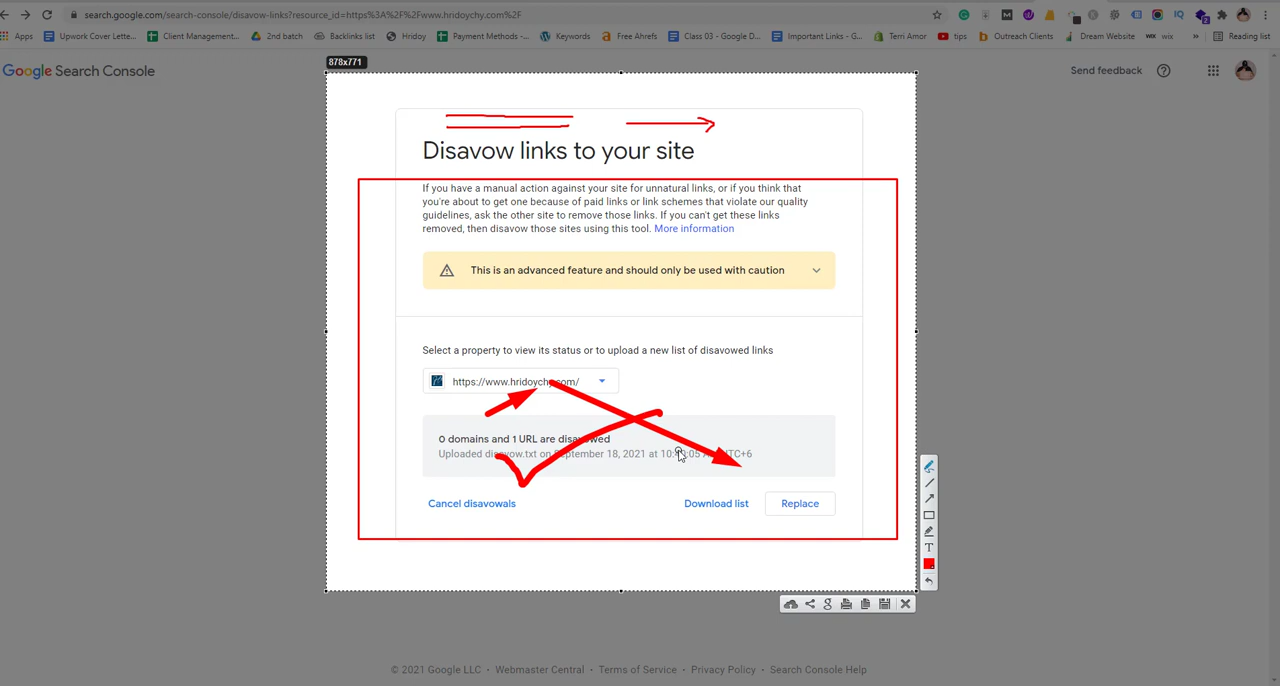 search.google.com/search-console/disavow-links?resource_id=https%3A%2F%2Fwww.hridoychy.com%2F
Apps Upwork Cover Lette... Client Management... 2nd batch Backlinks list Hridoy Payment Methods -... Keywords Free Ahrefs Class 03 - Google D... Important Links - G... Terri Amor tips Outreach Clients Dream Website wix wix » Reading list
878x771
Google Search Console
Send feedback
Disavow links to your site
If you have a manual action against your site for unnatural links, or if you think that
you're about to get one because of paid links or link schemes that violate our quality
guidelines, ask the other site to remove those links. If you can't get these links
removed, then disavow those sites using this tool. More information
This is an advanced feature and should only be used with caution
Select a property to view its status or to upload a new list of disavowed links
https://www.hridoychy.com/
0 domains and 1 URL are disavowed
Uploaded disavow.txt on September 18, 2021 at UTC+6
Cancel disavowals
Download list
Replace
T
© 2021 Google LLC • Webmaster Central • Terms of Service • Privacy Policy • Search Console Help